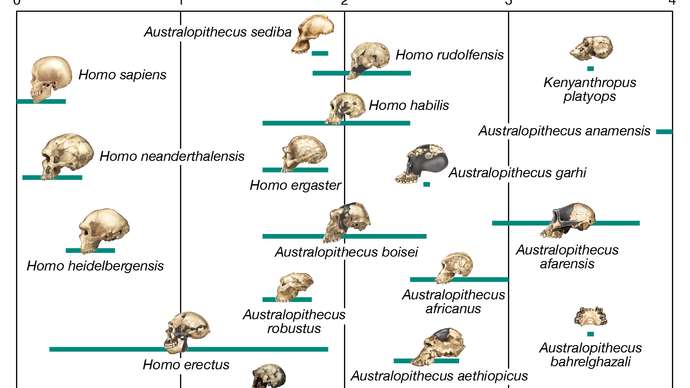 0 1 2 3 4
Australopithecus sediba
Homo rudolfensis
Homo sapiens
Kenyanthropus
platyops
Homo habilis
Australopithecus anamensis
Homo neanderthalensis
Homo ergaster
Australopithecus garhi
Homo heidelbergensis
Australopithecus boisei
Australopithecus
afarensis
Australopithecus
africanus
Australopithecus
robustus
Australopithecus
bahrelghazali
Homo erectus
Australopithecus aethiopicus